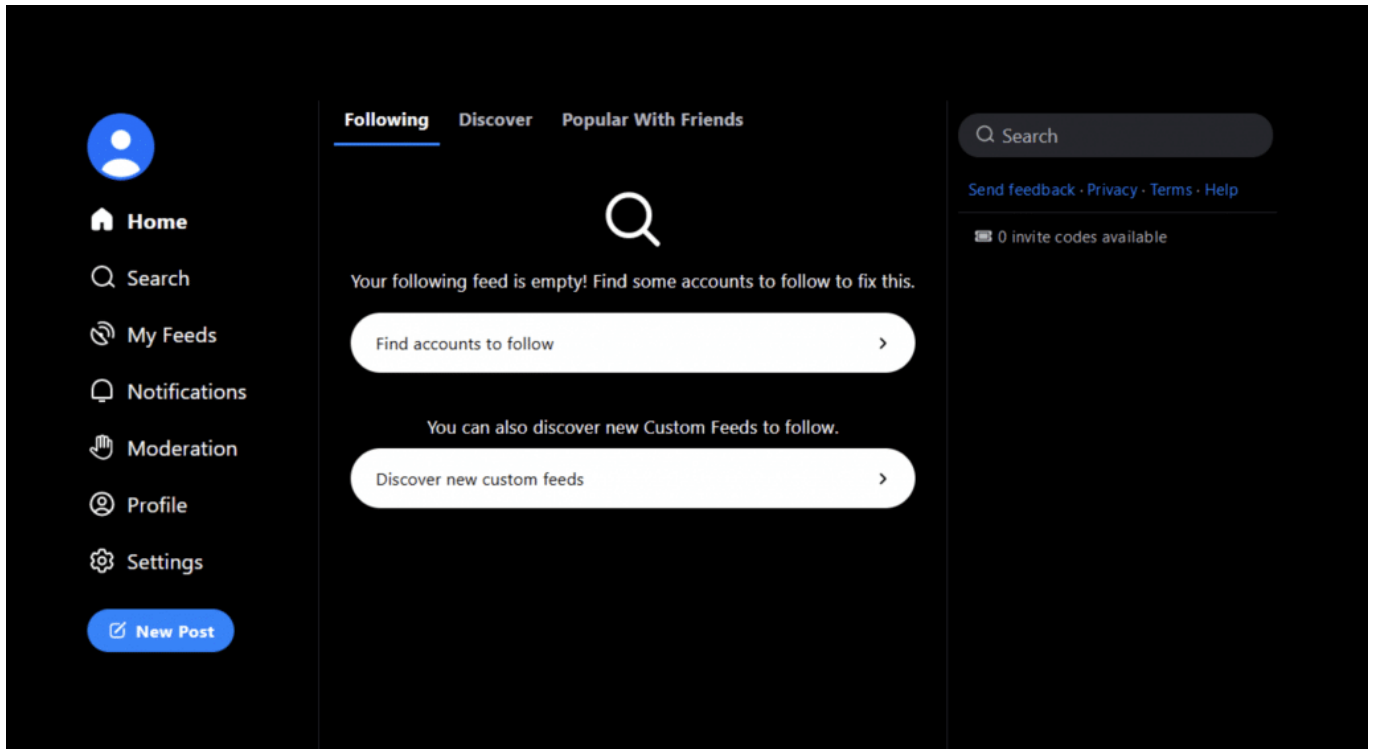 Home
Search
My Feeds
Notifications
Moderation
Profile
Settings
New Post
Following Discover Popular With Friends
Your following feed is empty! Find some accounts to follow to fix this.
Find accounts to follow
You can also discover new Custom Feeds to follow.
Discover new custom feeds
Search
Send feedback · Privacy · Terms · Help
0 invite codes available